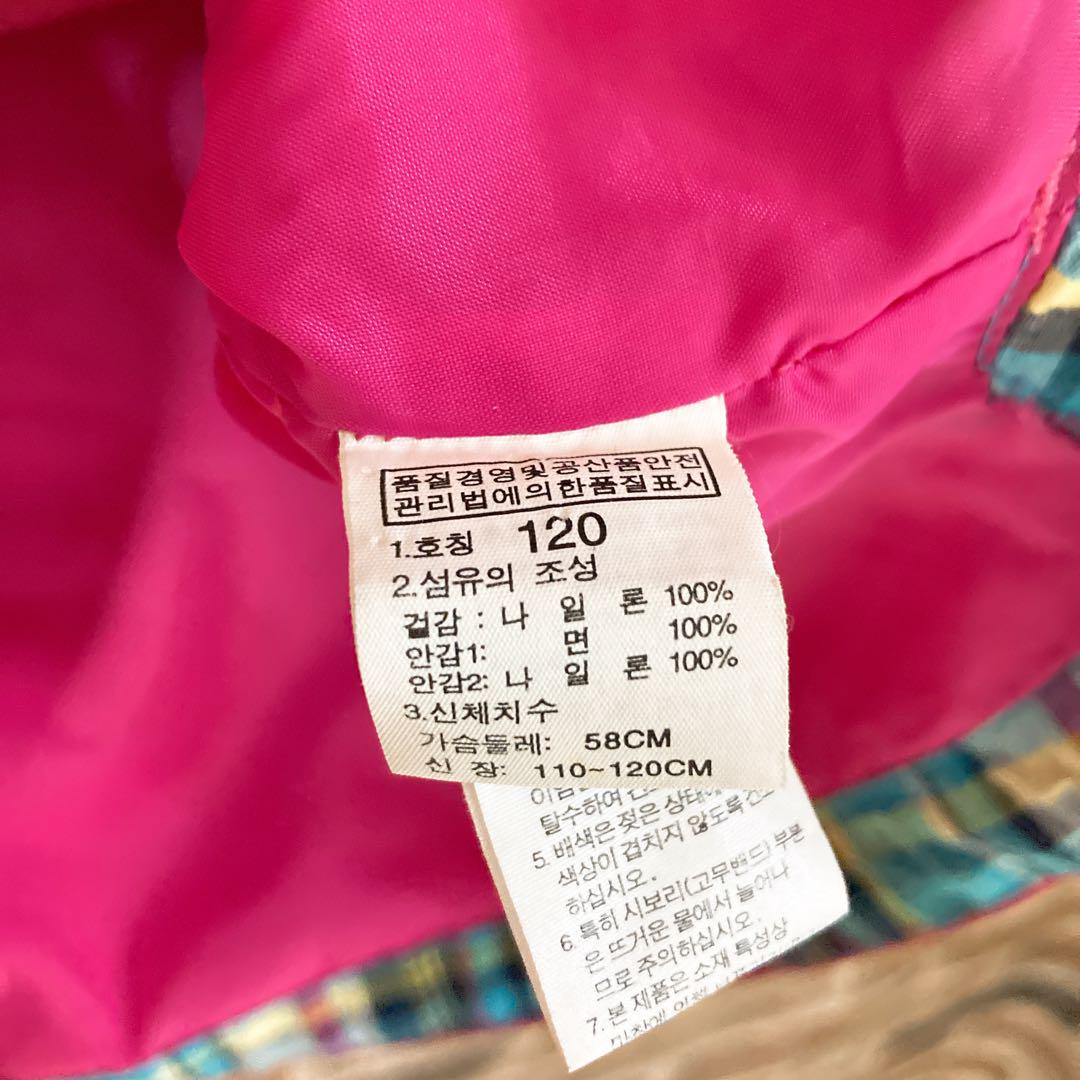 품질경영및공산품안전
관리법에의한품질표시
1.호칭 120
2.섬유의 조성
겉감 : 나 일 론 100%
안감1: 면 100%
안감2: 나 일 론 100%
3.신체치수
가슴둘레: 58CM
신 장: 110~120CM
탈수하여
5. 배색은 젖은 상태에
색상이 겹치지 않도록
하십시오.
6. 특히 시보리(고무밴드) 부분
은 뜨거운 물에서 늘어나
므로 주의하십시오.
7. 본 제품은 소재 특성상